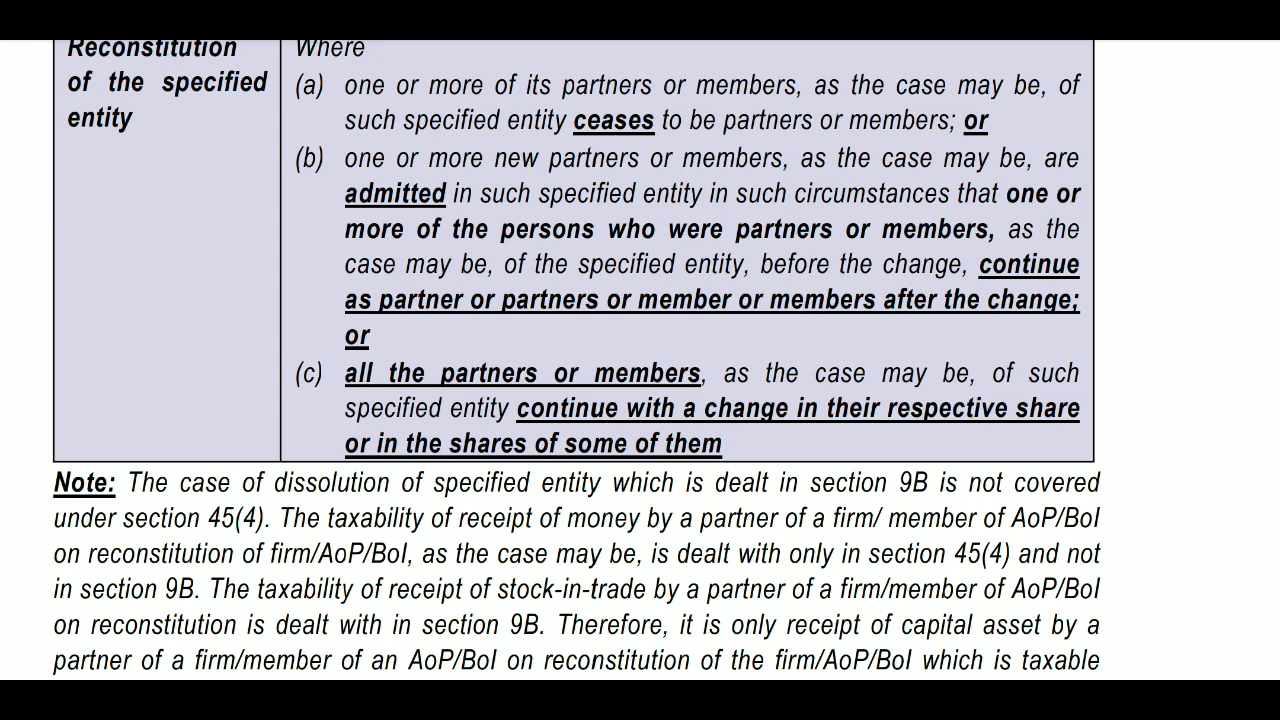 Reconstitution
of the specified
entity
Where
(a) one or more of its partners or members, as the case may be, of
such specified entity ceases to be partners or members; or
(b) one or more new partners or members, as the case may be, are
admitted in such specified entity in such circumstances that one or
more of the persons who were partners or members, as the
case may be, of the specified entity, before the change, continue
as partner or partners or member or members after the change;
or
(c) all the partners or members, as the case may be, of such
specified entity continue with a change in their respective share
or in the shares of some of them
Note: The case of dissolution of specified entity which is dealt in section 9B is not covered
under section 45(4). The taxability of receipt of money by a partner of a firm/ member of AoP/BoI
on reconstitution of firm/AoP/BoI, as the case may be, is dealt with only in section 45(4) and not
in section 9B. The taxability of receipt of stock-in-trade by a partner of a firm/member of AoP/BoI
on reconstitution is dealt with in section 9B. Therefore, it is only receipt of capital asset by a
partner of a firm/member of an AoP/BoI on reconstitution of the firm/AoP/BoI which is taxable